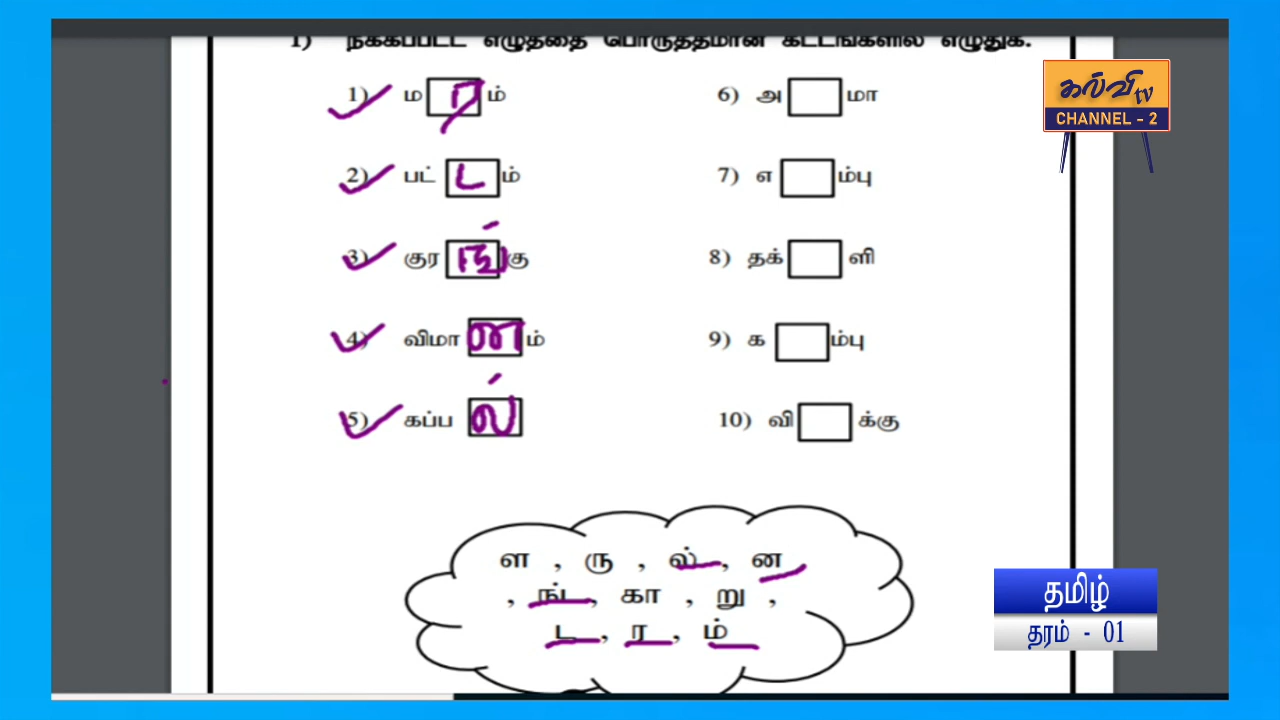 1) நீக்கப்பட்ட எழுத்தை பொருத்தமான கட்டங்களில் எழுதுக.
1) ம ர ம்
2) பட் ட ம்
3) குர ங் கு
4) விமா ன ம்
5) கப்ப ல்
6) அ மா
7) எ ம்பு
8) தக் ளி
9) க ம்பு
10) வி க்கு
ள , ரு , ல் , ன
, ங் , கா , று ,
ட , ர , ம்
கல்வி tv
CHANNEL - 2
தமிழ்
தரம் - 01